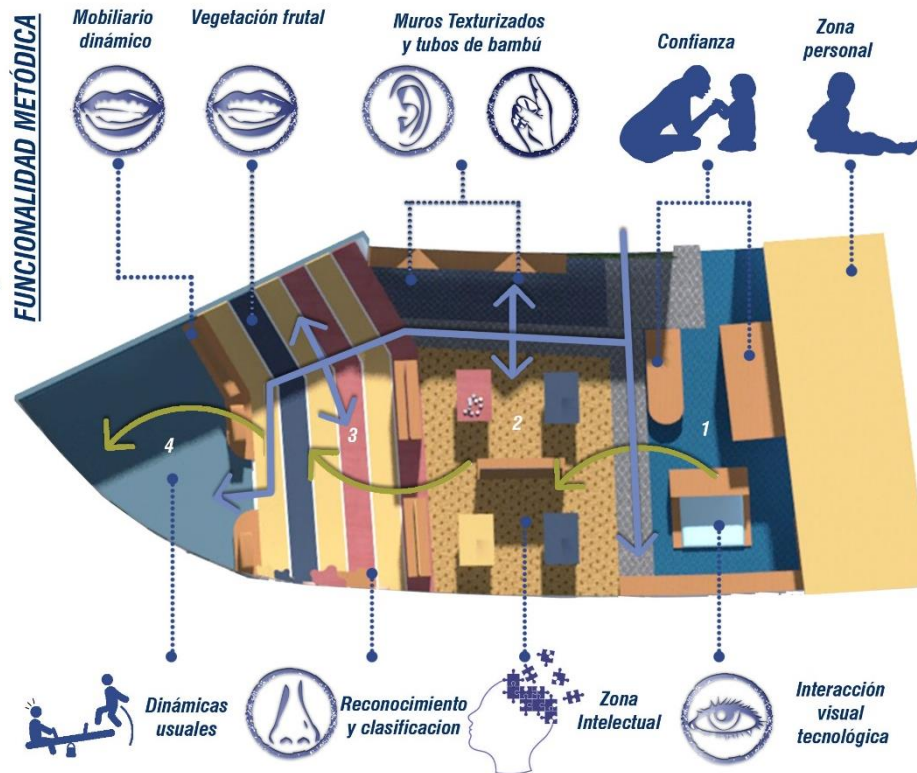 FUNCIONALIDAD METÓDICA
Mobiliario
dinámico
Vegetación frutal
Muros Texturizados
y tubos de bambú
Confianza
Zona
personal
4
3
2
1
Dinámicas
usuales
Reconocimiento
y clasificacion
Zona
Intelectual
Interacción
visual
tecnológica